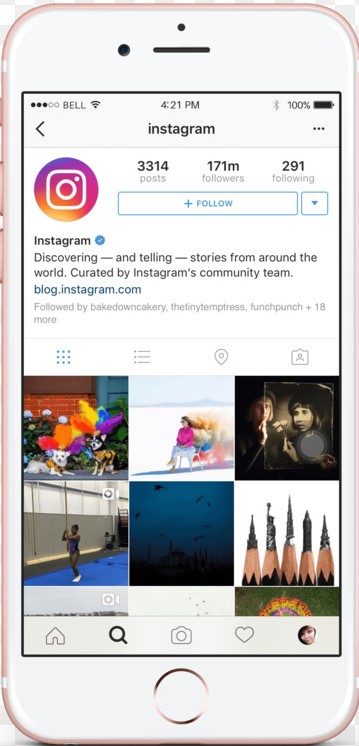 ●●●○○ BELL 4:21 PM 100%
instagram
3314 171m 291
posts followers following
+ FOLLOW
Instagram
Discovering — and telling — stories from around the
world. Curated by Instagram's community team.
blog.instagram.com
Followed by bakedowncakery, thetinytemptress, funchpunch + 18
more